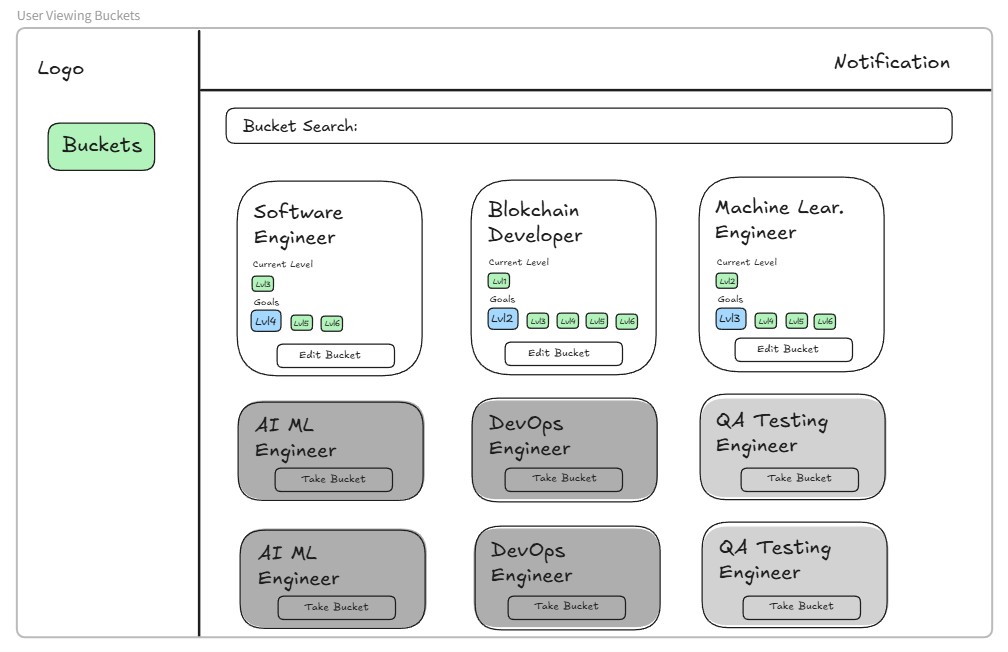 User Viewing Buckets
Logo
Notification
Buckets
Bucket Search:
Software
Engineer
Current Level
Lvl3
Goals
Lvl4 Lvl5 Lvl6
Edit Bucket
Blokchain
Developer
Current Level
Lvl1
Goals
Lvl2 Lvl3 Lvl4 Lvl5 Lvl6
Edit Bucket
Machine Lear.
Engineer
Current Level
Lvl2
Goals
Lvl3 Lvl4 Lvl5 Lvl6
Edit Bucket
AI ML
Engineer
Take Bucket
DevOps
Engineer
Take Bucket
QA Testing
Engineer
Take Bucket
AI ML
Engineer
Take Bucket
DevOps
Engineer
Take Bucket
QA Testing
Engineer
Take Bucket